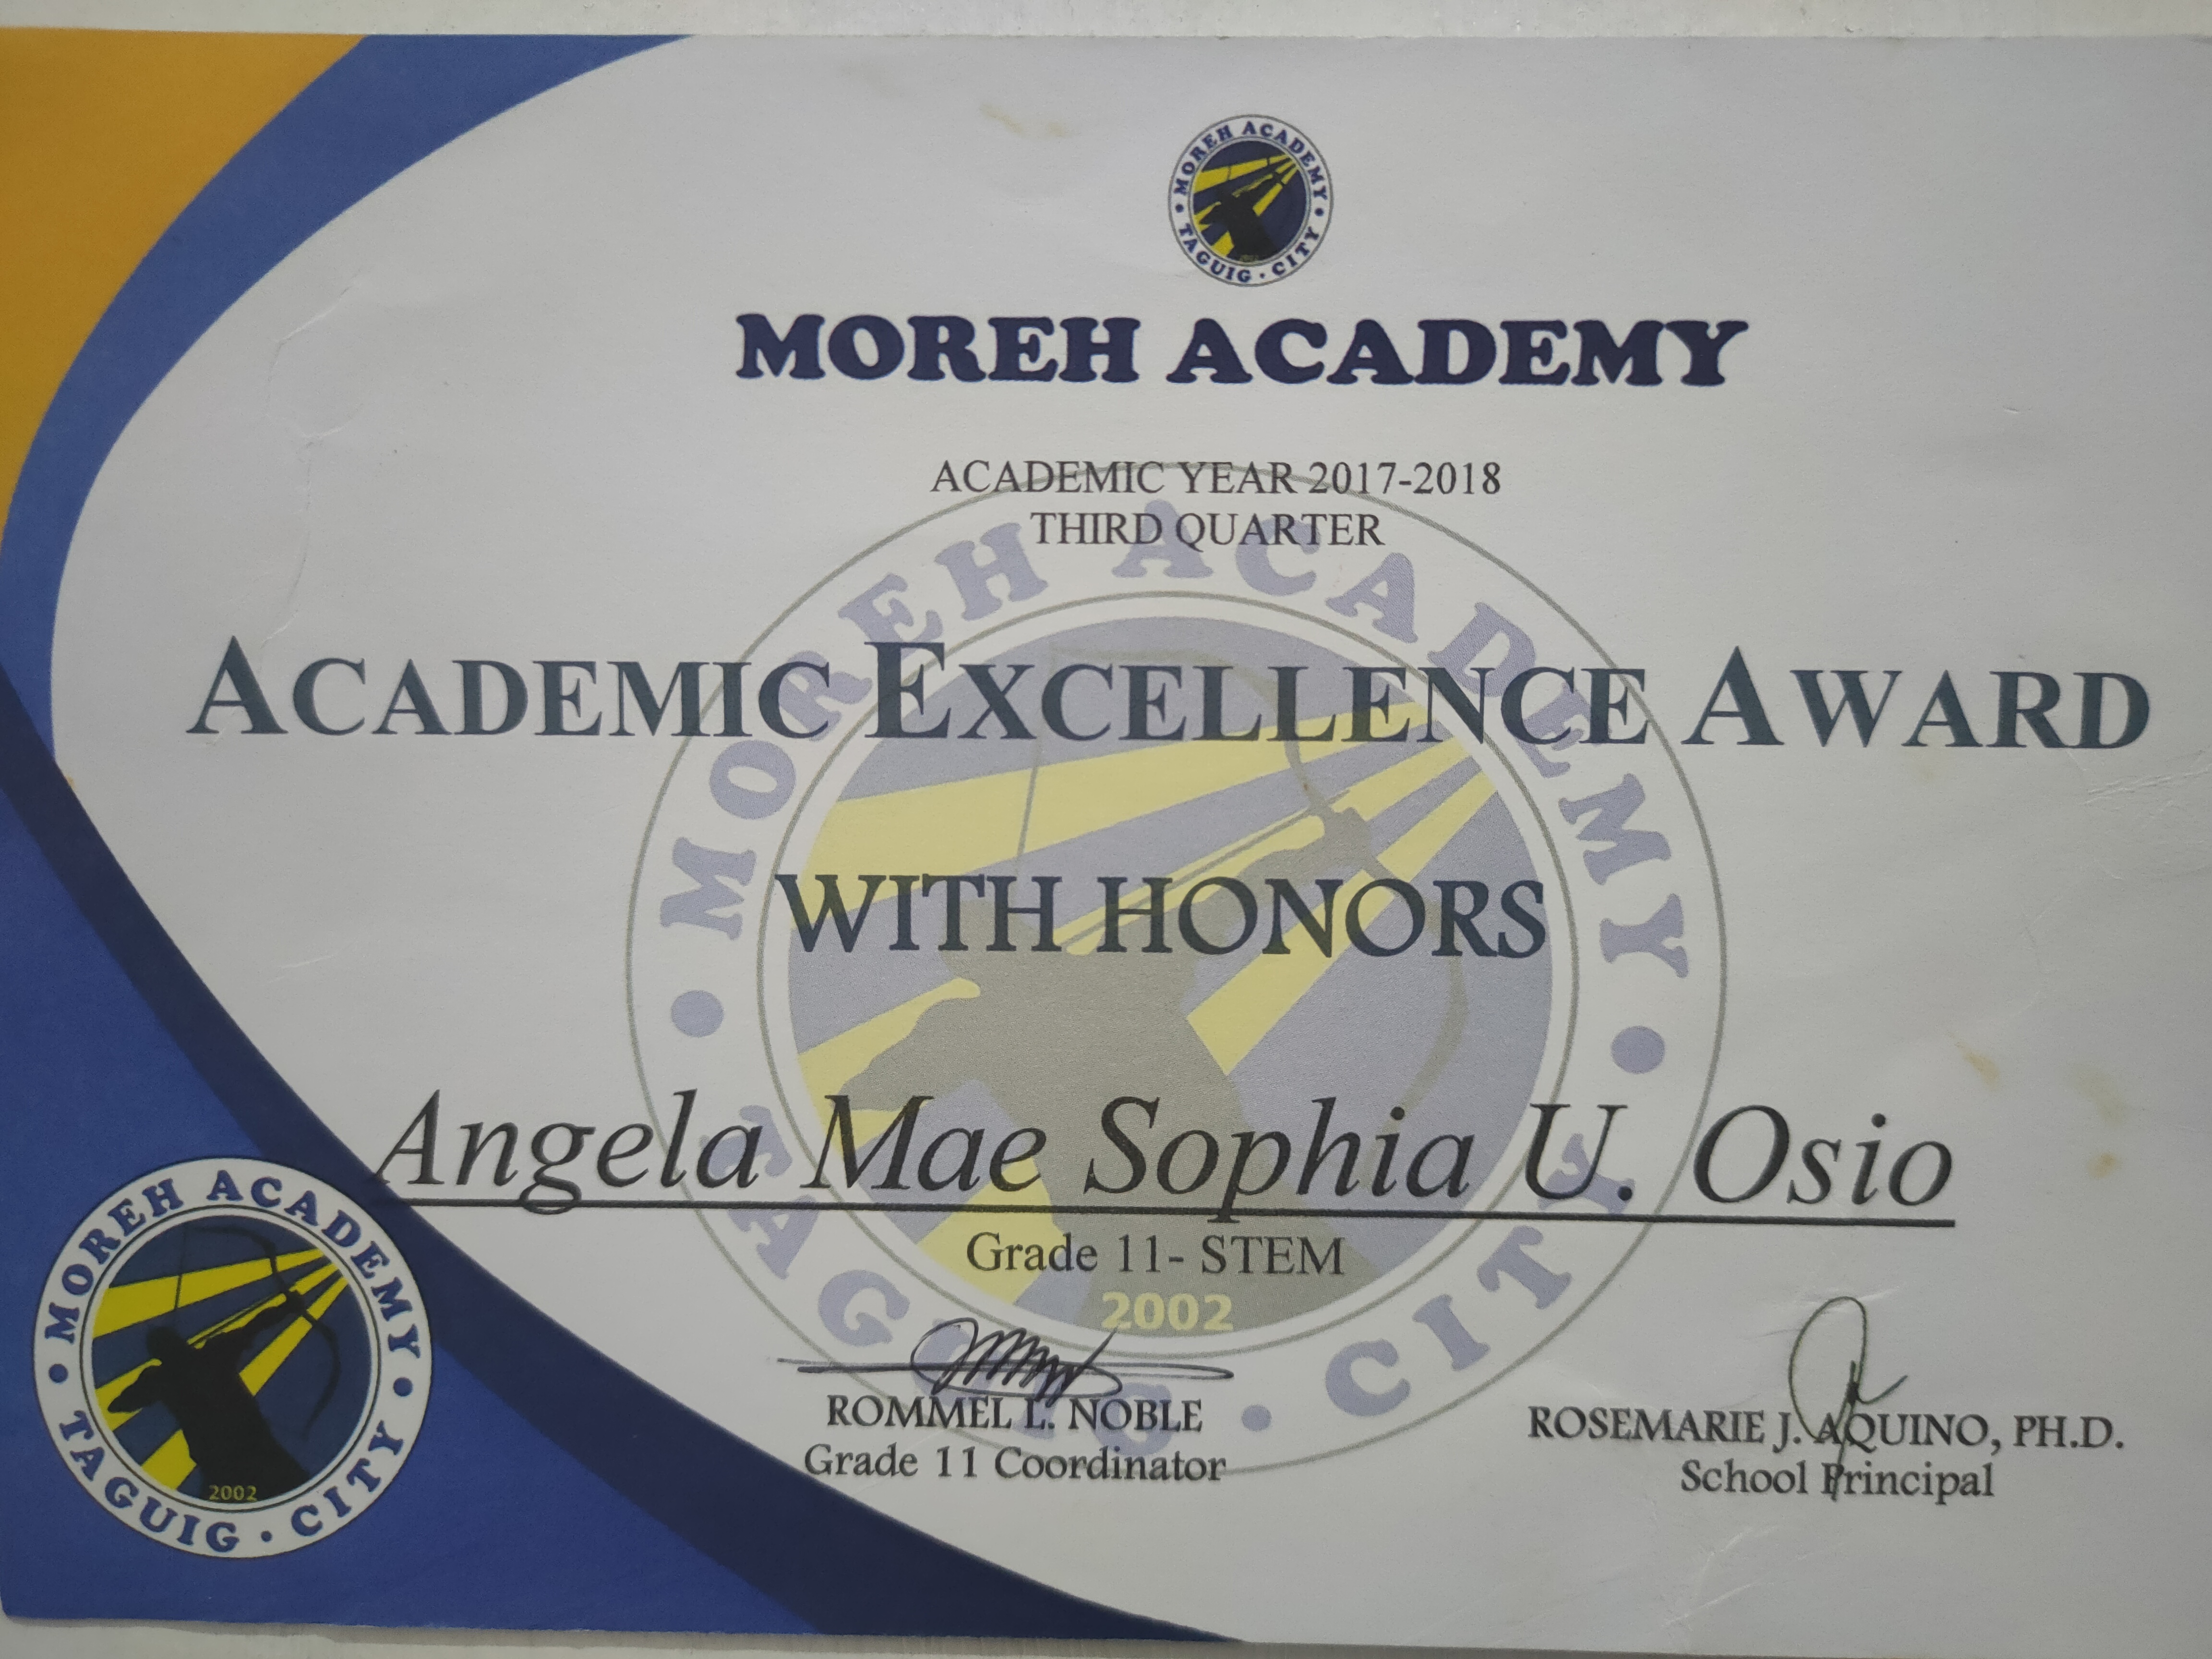 MOREH ACADEMY
TAGUIG · CITY
MOREH ACADEMY
ACADEMIC YEAR 2017-2018
THIRD QUARTER
MOREH ACADEMY
ACADEMIC EXCELLENCE AWARD
WITH HONORS
Angela Mae Sophia U. Osio
Grade 11- STEM
2002
TAGUIG · CITY
MOREH ACADEMY
2002
TAGUIG · CITY
ROMMEL L. NOBLE
Grade 11 Coordinator
ROSEMARIE J. AQUINO, PH.D.
School Principal